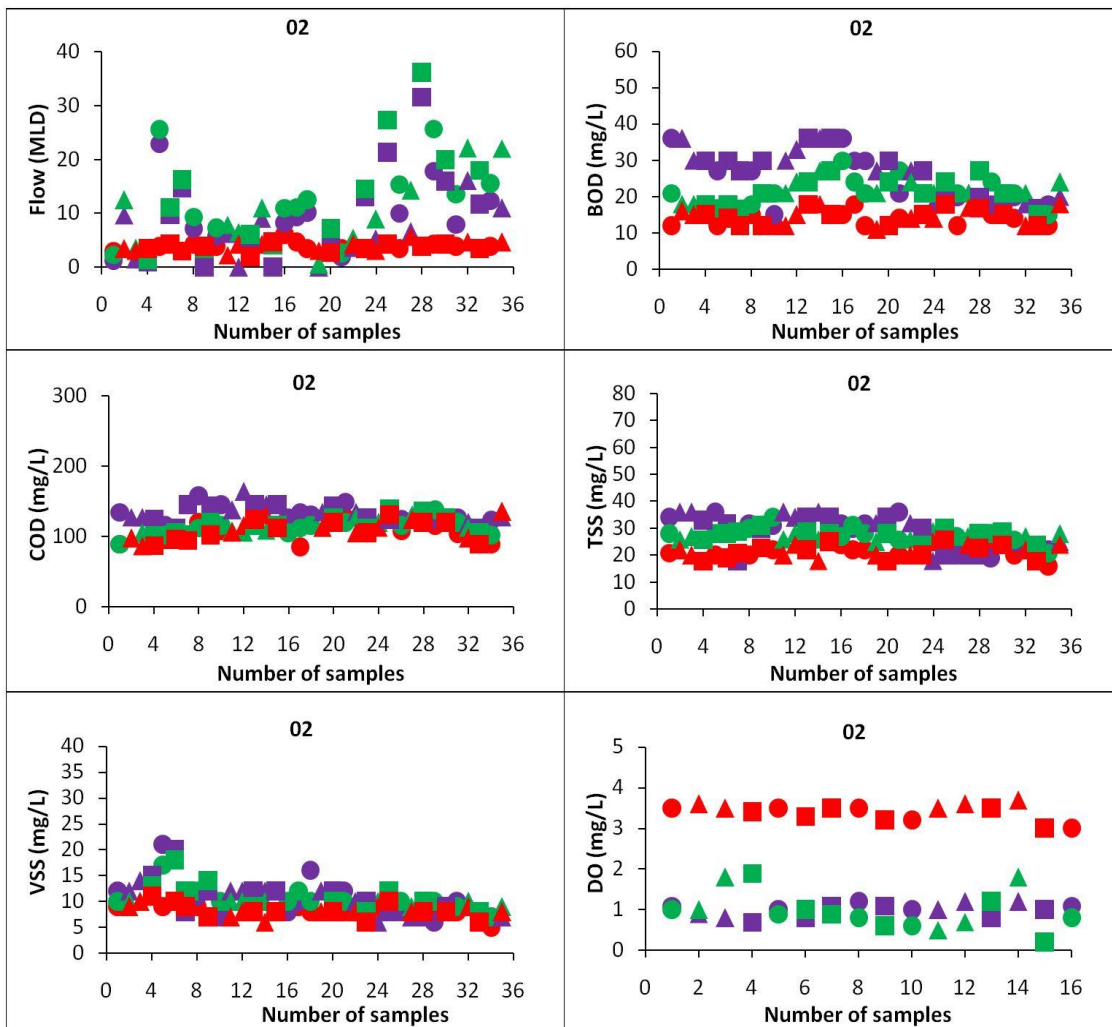 02
40
30
20
10
0
Flow (MLD)
0 4 8 12 16 20 24 28 32 36
Number of samples
02
60
50
40
30
20
10
0
BOD (mg/L)
0 4 8 12 16 20 24 28 32 36
Number of samples
02
300
200
100
0
COD (mg/L)
0 4 8 12 16 20 24 28 32 36
Number of samples
02
80
70
60
50
40
30
20
10
0
TSS (mg/L)
0 4 8 12 16 20 24 28 32 36
Number of samples
02
40
35
30
25
20
15
10
5
0
VSS (mg/L)
0 4 8 12 16 20 24 28 32 36
Number of samples
02
5
4
3
2
1
0
DO (mg/L)
0 2 4 6 8 10 12 14 16
Number of samples